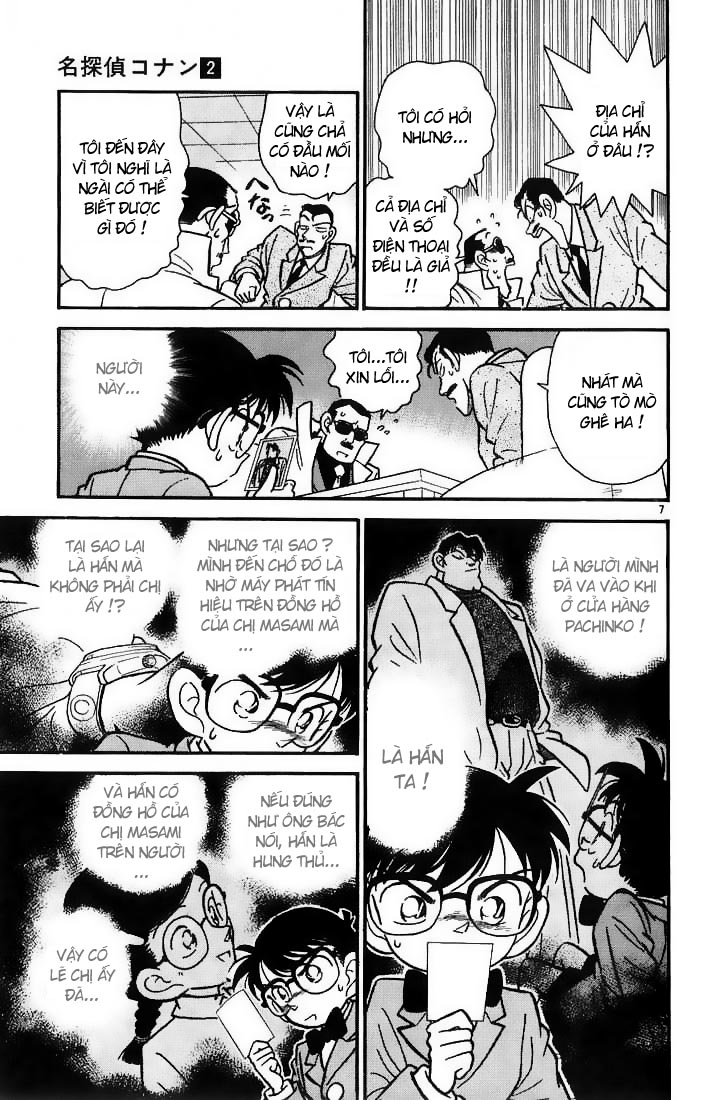 名探偵コナン2
ĐỊA CHỈ
CỦA HẮN
Ở ĐÂU !?
TÔI CÓ HỎI
NHƯNG...
CẢ ĐỊA CHỈ
VÀ SỐ
ĐIỆN THOẠI
ĐỀU LÀ GIẢ
!!
VẬY LÀ
CŨNG CHẢ
CÓ ĐẦU MỐI
NÀO !
TÔI ĐẾN ĐÂY
VÌ TÔI NGHĨ LÀ
NGÀI CÓ THỂ
BIẾT ĐƯỢC
GÌ ĐÓ !
へなっ
NHÁT MÀ
CŨNG TÒ MÒ
GHÊ HA !
TÔI...TÔI
XIN LỖI...
NGƯỜI
NÀY...
7
LÀ NGƯỜI MÌNH
ĐÃ VA VÀO KHI
Ở CỬA HÀNG
PACHINKO !
LÀ HẮN
TA !
NHƯNG TẠI SAO ?
MÌNH ĐẾN CHỖ ĐÓ LÀ
NHỜ MÁY PHÁT TÍN
HIỆU TRÊN ĐỒNG HỒ
CỦA CHỊ MASAMI MÀ
...
TẠI SAO LẠI
LÀ HẮN MÀ
KHÔNG PHẢI CHỊ
ẤY !?
NẾU ĐÚNG
NHƯ ÔNG BÁC
NÓI, HẮN LÀ
HUNG THỦ...
VÀ HẮN CÓ
ĐỒNG HỒ CỦA
CHỊ MASAMI
TRÊN NGƯỜI
...
VẬY CÓ
LẼ CHỊ ẤY
ĐÃ...